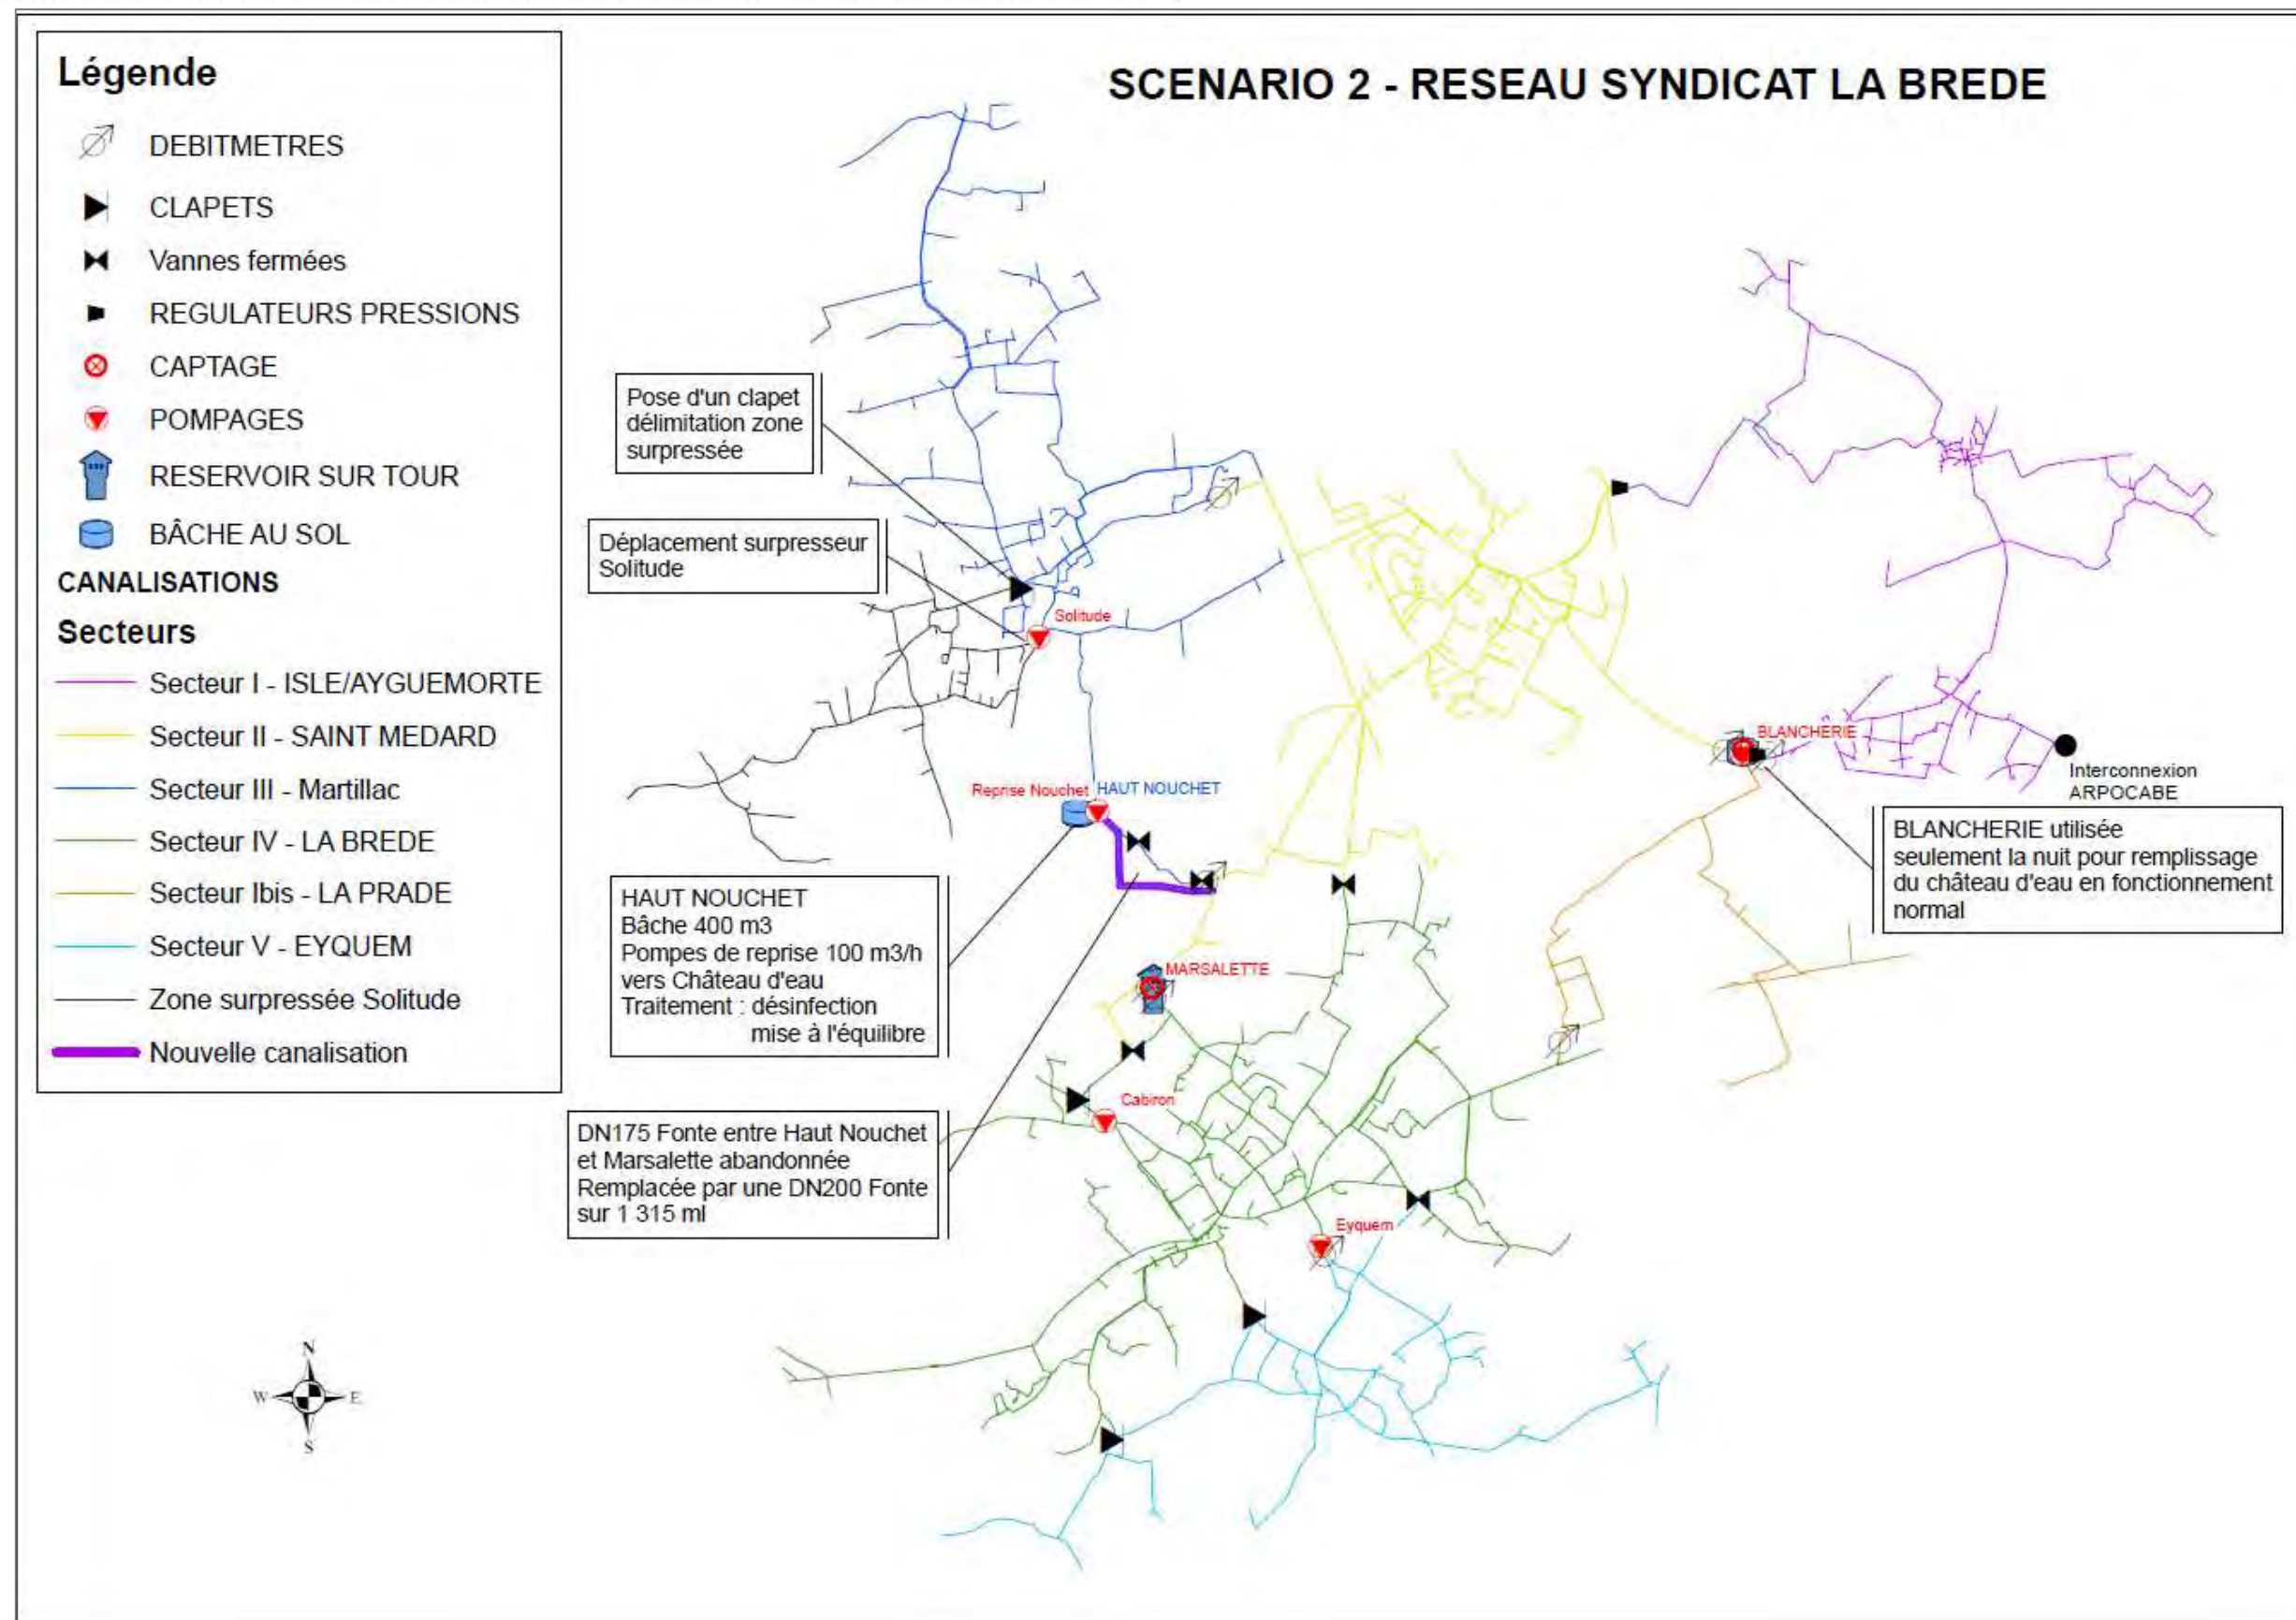 Légende
DEBITMETRES
CLAPETS
Vannes fermées
REGULATEURS PRESSIONS
CAPTAGE
POMPAGES
RESERVOIR SUR TOUR
BÂCHE AU SOL
CANALISATIONS
Secteurs
Secteur I - ISLE/AYGUEMORTE
Secteur II - SAINT MEDARD
Secteur III - Martillac
Secteur IV - LA BREDE
Secteur Ibis - LA PRADE
Secteur V - EYQUEM
Zone surpressée Solitude
Nouvelle canalisation
SCENARIO 2 - RESEAU SYNDICAT LA BREDE
Pose d'un clapet
délimitation zone
surpressée
Déplacement surpresseur
Solitude
Solitude
Reprise Nouchet
HAUT NOUCHET
BLANCHERIE
Interconnexion
ARPOCABE
BLANCHERIE utilisée
seulement la nuit pour remplissage
du château d'eau en fonctionnement
normal
HAUT NOUCHET
Bâche 400 m3
Pompes de reprise 100 m3/h
vers Château d'eau
Traitement : désinfection
mise à l'équilibre
MARSALETTE
Cabiron
DN175 Fonte entre Haut Nouchet
et Marsalette abandonnée
Remplacée par une DN200 Fonte
sur 1 315 ml
Eyquem
N
W
E
S